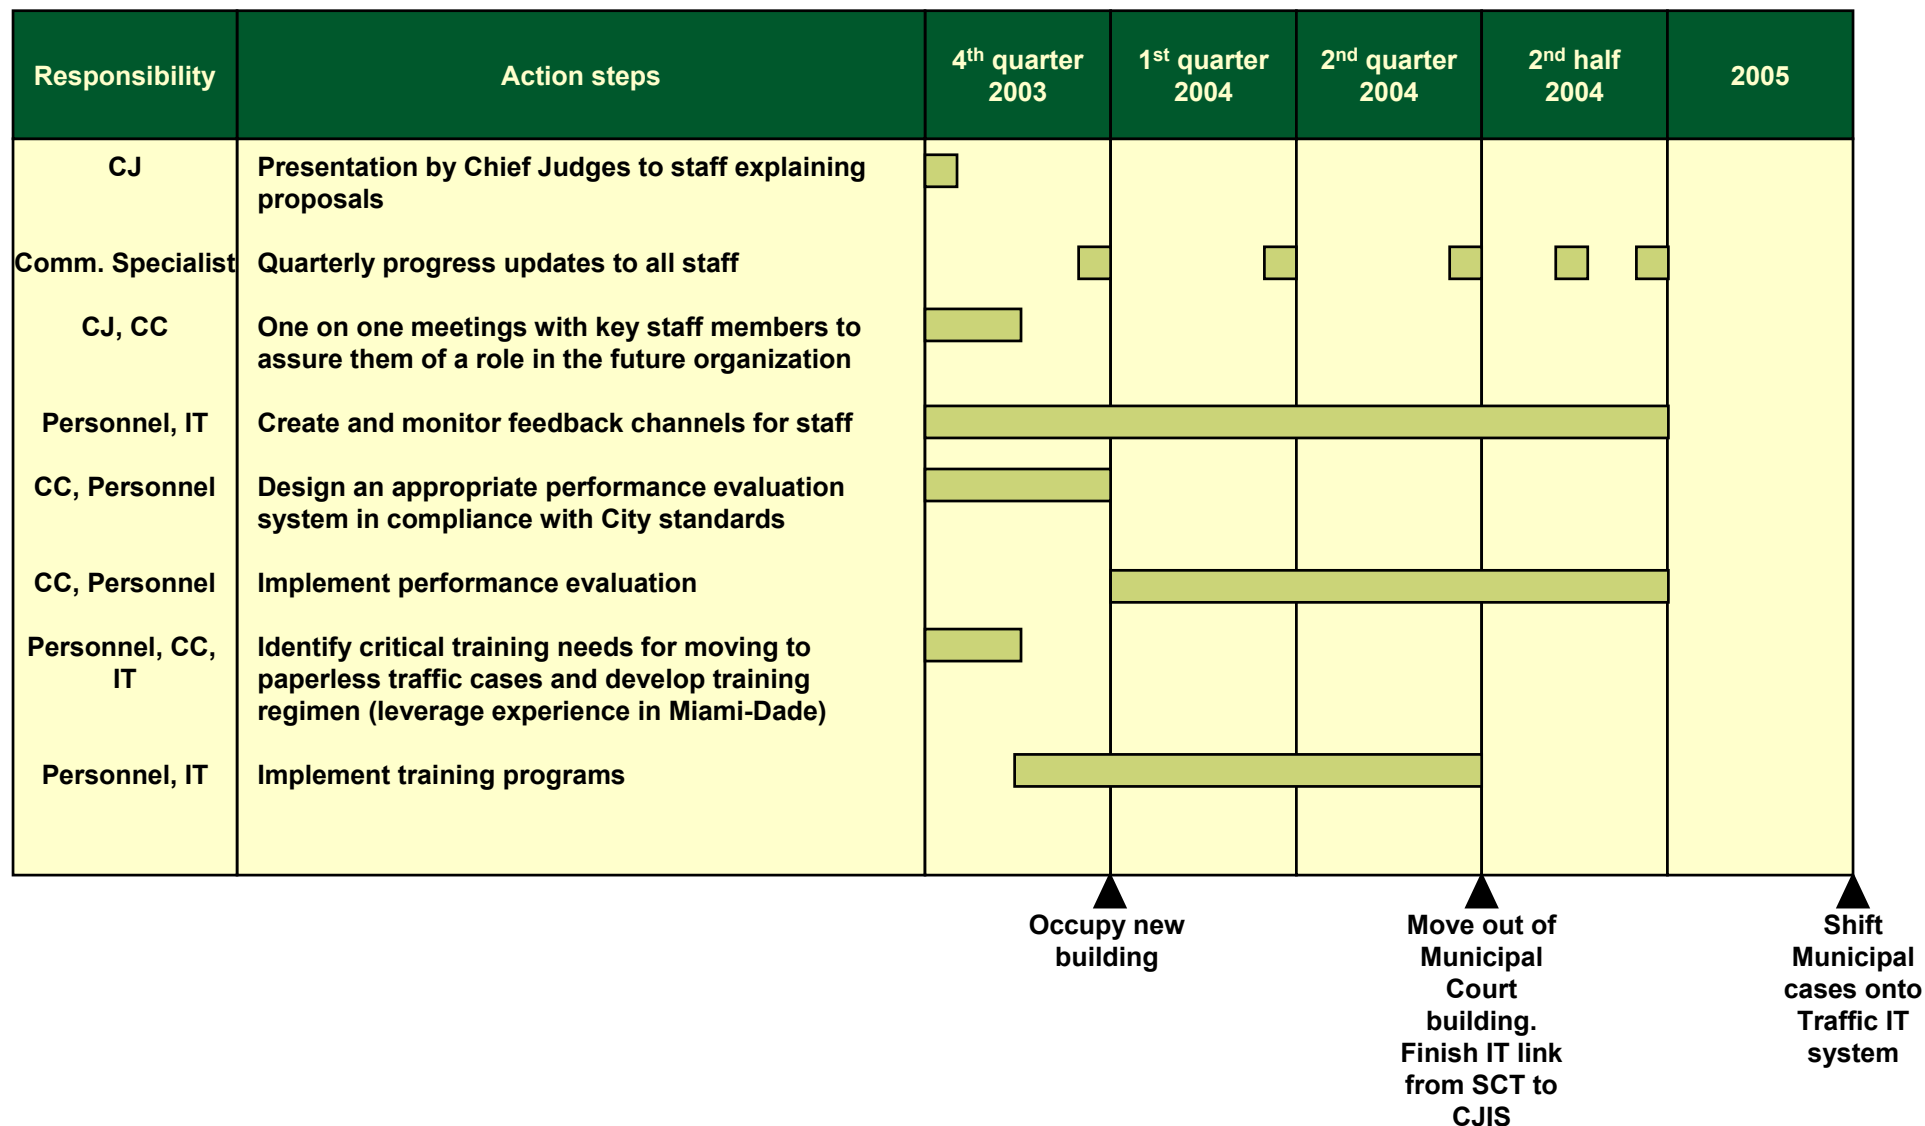 Responsibility
Action steps
4th quarter
2003
1st quarter
2004
2nd quarter
2004
2nd half
2004
2005
CJ
Presentation by Chief Judges to staff explaining
proposals
Comm. Specialist
Quarterly progress updates to all staff
CJ, CC
One on one meetings with key staff members to
assure them of a role in the future organization
Personnel, IT
Create and monitor feedback channels for staff
CC, Personnel
Design an appropriate performance evaluation
system in compliance with City standards
CC, Personnel
Implement performance evaluation
Personnel, CC,
IT
Identify critical training needs for moving to
paperless traffic cases and develop training
regimen (leverage experience in Miami-Dade)
Personnel, IT
Implement training programs
Occupy new
building
Move out of
Municipal
Court
building.
Finish IT link
from SCT to
CJIS
Shift
Municipal
cases onto
Traffic IT
system